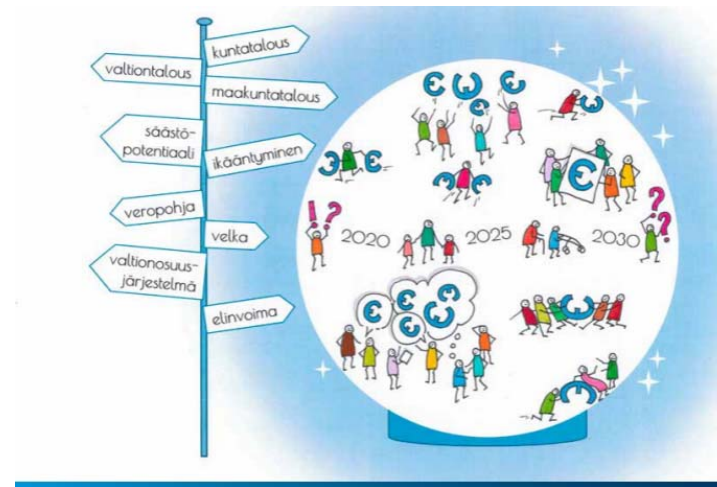 kuntatalous
valtiontalous
maakuntatalous
säästö-
potentiaali
ikääntyminen
veropohja
velka
valtionosuus-
järjestelmä
elinvoima
€ € €
€
€
€ €
€ €
€
!? 2020 2025 2030 ??
€ € €
€ €
€
€